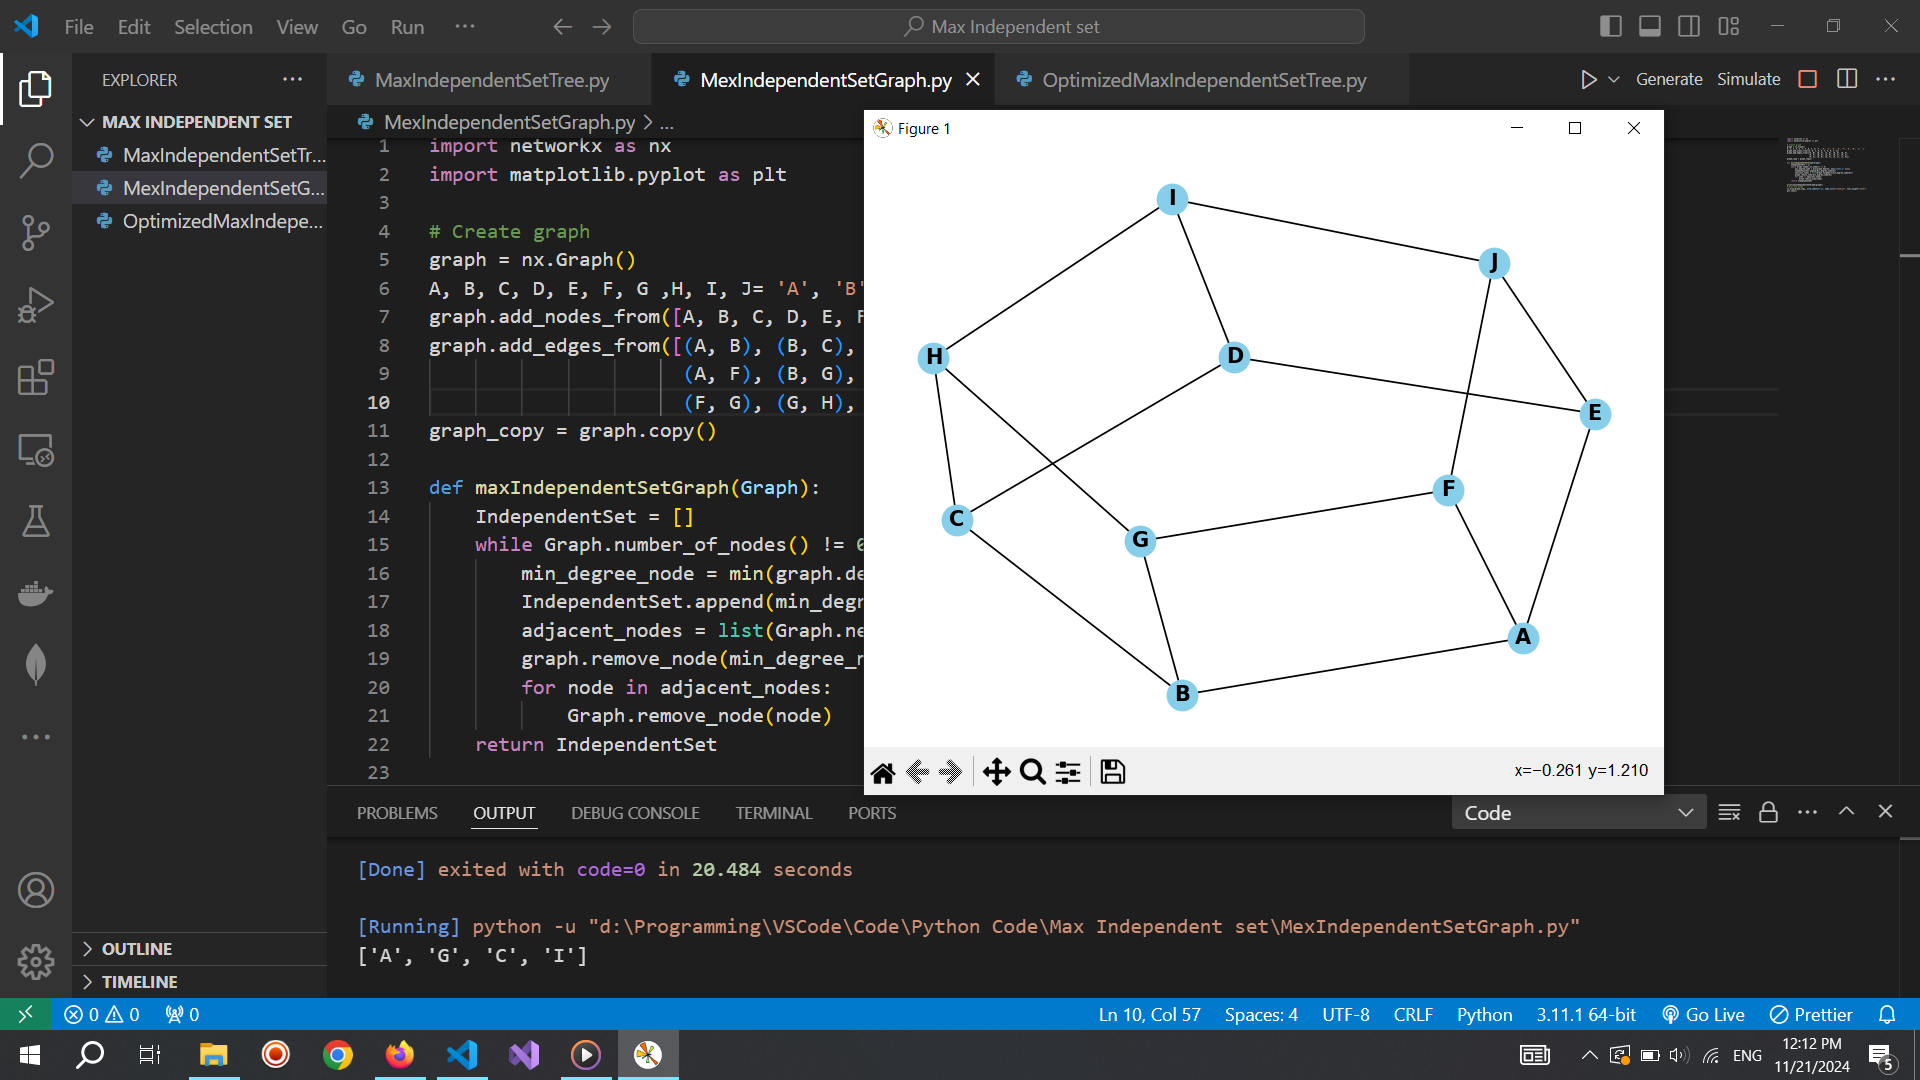 File Edit Selection View Go Run ··· Max Independent set
EXPLORER ···
MAX INDEPENDENT SET
MaxIndependentSetTr...
MexIndependentSetG...
OptimizedMaxIndepe...
OUTLINE
TIMELINE
MaxIndependentSetTree.py MexIndependentSetGraph.py OptimizedMaxIndependentSetTree.py Generate Simulate
MexIndependentSetGraph.py > ...
1 import networkx as nx
2 import matplotlib.pyplot as plt
3
4 # Create graph
5 graph = nx.Graph()
6 A, B, C, D, E, F, G ,H, I, J= 'A', 'B'
7 graph.add_nodes_from([A, B, C, D, E, F
8 graph.add_edges_from([(A, B), (B, C),
9 (A, F), (B, G),
10 (F, G), (G, H),
11 graph_copy = graph.copy()
12
13 def maxIndependentSetGraph(Graph):
14 IndependentSet = []
15 while Graph.number_of_nodes() != 0
16 min_degree_node = min(graph.de
17 IndependentSet.append(min_degr
18 adjacent_nodes = list(Graph.ne
19 graph.remove_node(min_degree_n
20 for node in adjacent_nodes:
21 Graph.remove_node(node)
22 return IndependentSet
23
Figure 1
I
J
H
D
E
F
C
G
A
B
x=−0.261 y=1.210
PROBLEMS OUTPUT DEBUG CONSOLE TERMINAL PORTS Code
[Done] exited with code=0 in 20.484 seconds
[Running] python -u "d:\Programming\VSCode\Code\Python Code\Max Independent set\MexIndependentSetGraph.py"
['A', 'G', 'C', 'I']
0 0 0 Ln 10, Col 57 Spaces: 4 UTF-8 CRLF Python 3.11.1 64-bit Go Live Prettier
ENG
12:12 PM
11/21/2024
5